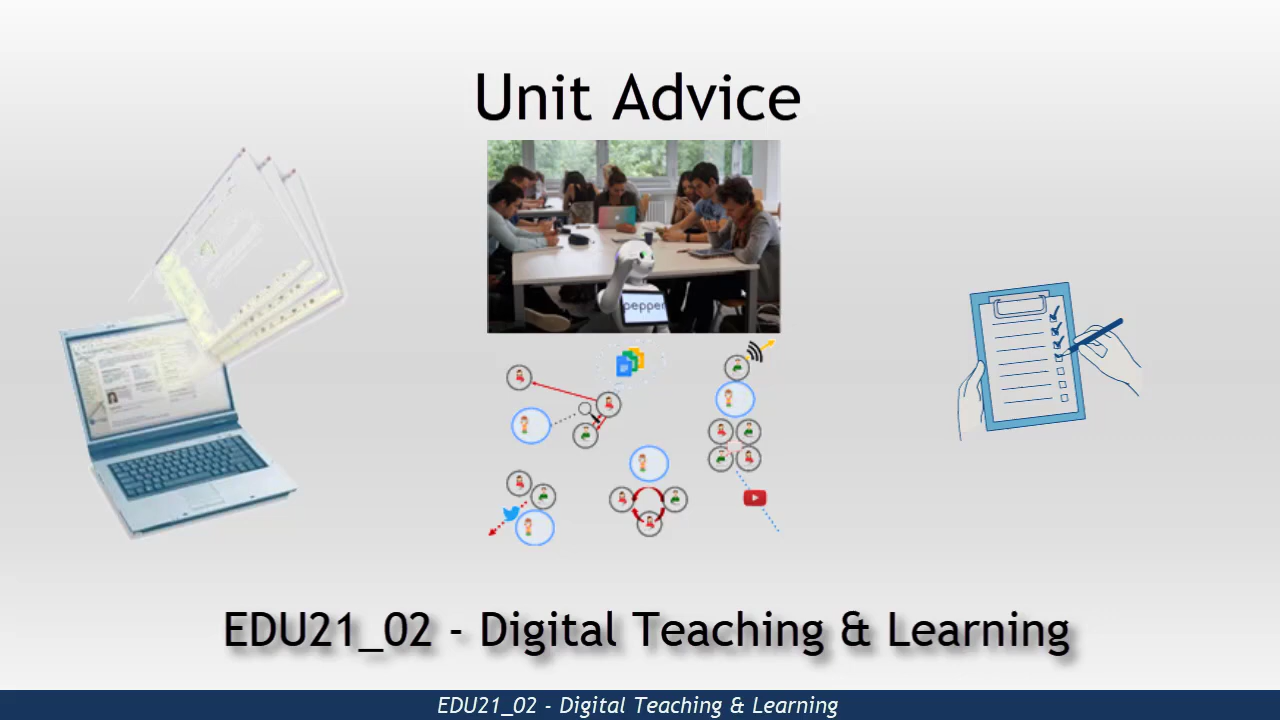 Unit Advice
pepper
EDU21_02 - Digital Teaching & Learning
EDU21_02 - Digital Teaching & Learning